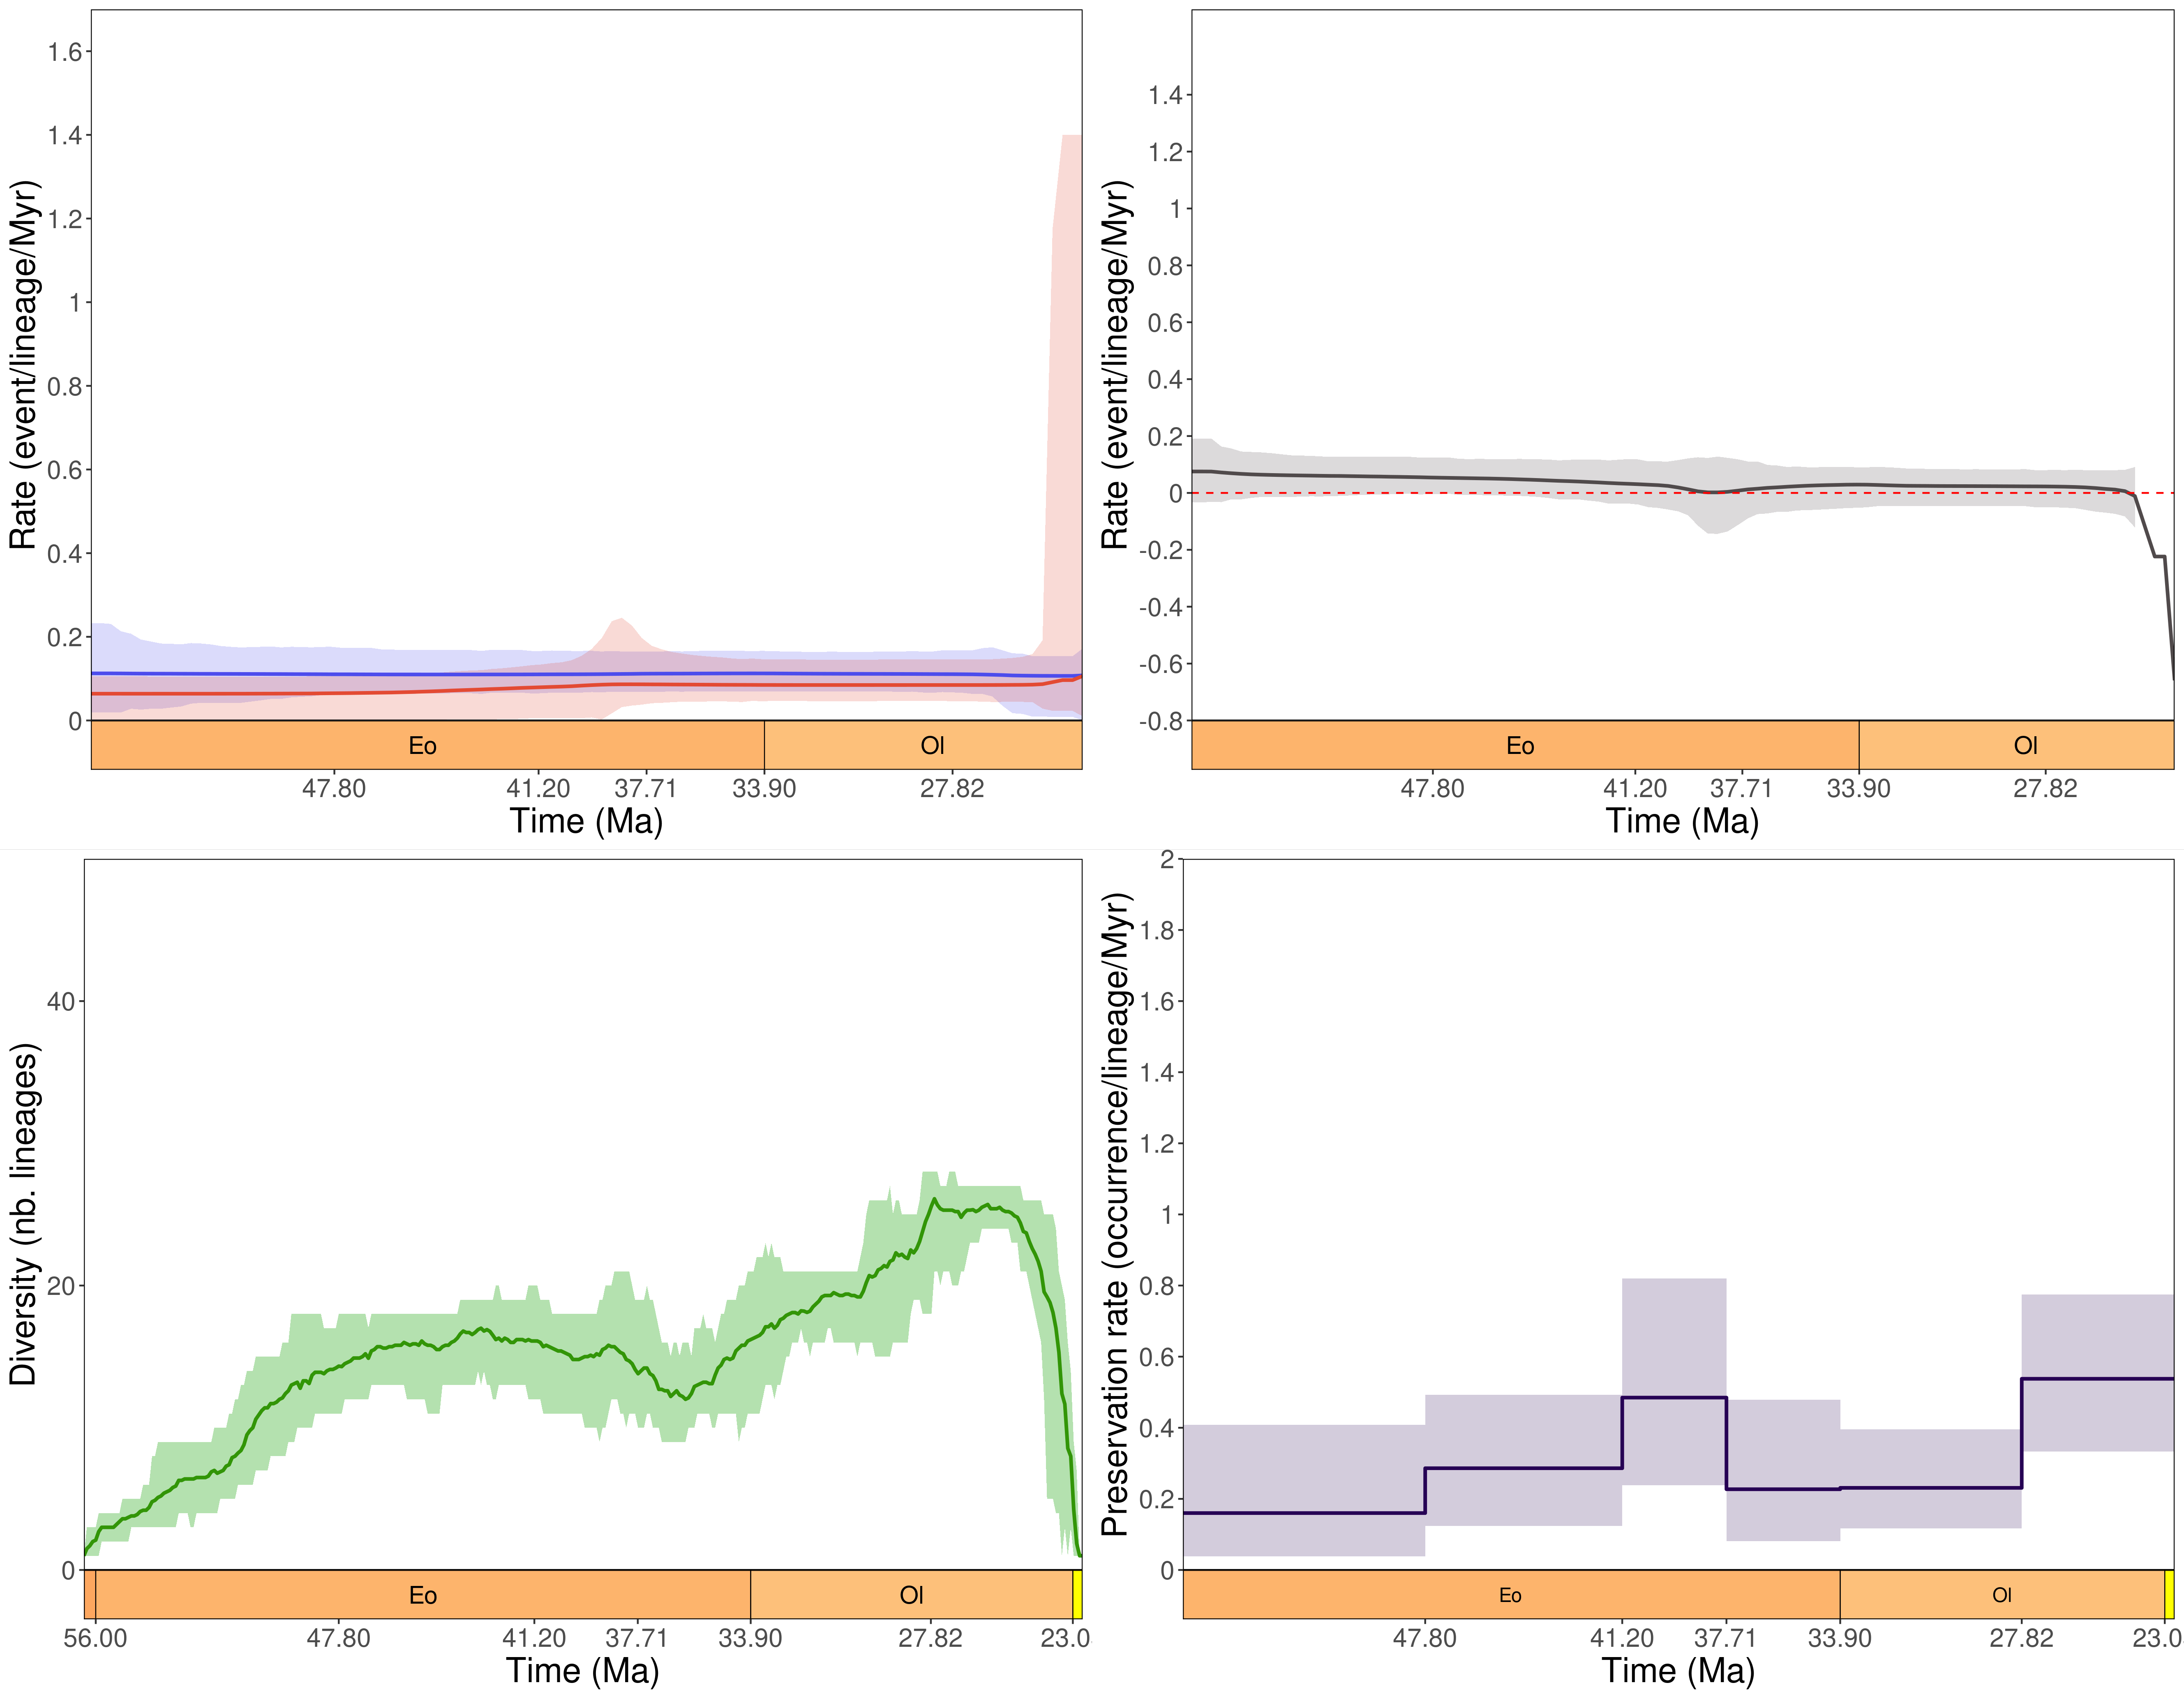 Rate (event/lineage/Myr)
1.6
1.4
1.2
1
0.8
0.6
0.4
0.2
0
Eo Ol
47.80 41.20 37.71 33.90 27.82
Time (Ma)
Rate (event/lineage/Myr)
1.4
1.2
1
0.8
0.6
0.4
0.2
0
-0.2
-0.4
-0.6
-0.8
Eo Ol
47.80 41.20 37.71 33.90 27.82
Time (Ma)
Diversity (nb. lineages)
40
20
0
Eo Ol
56.00 47.80 41.20 37.71 33.90 27.82 23.0
Time (Ma)
Preservation rate (occurrence/lineage/Myr)
2
1.8
1.6
1.4
1.2
1
0.8
0.6
0.4
0.2
0
Eo Ol
47.80 41.20 37.71 33.90 27.82 23.0
Time (Ma)